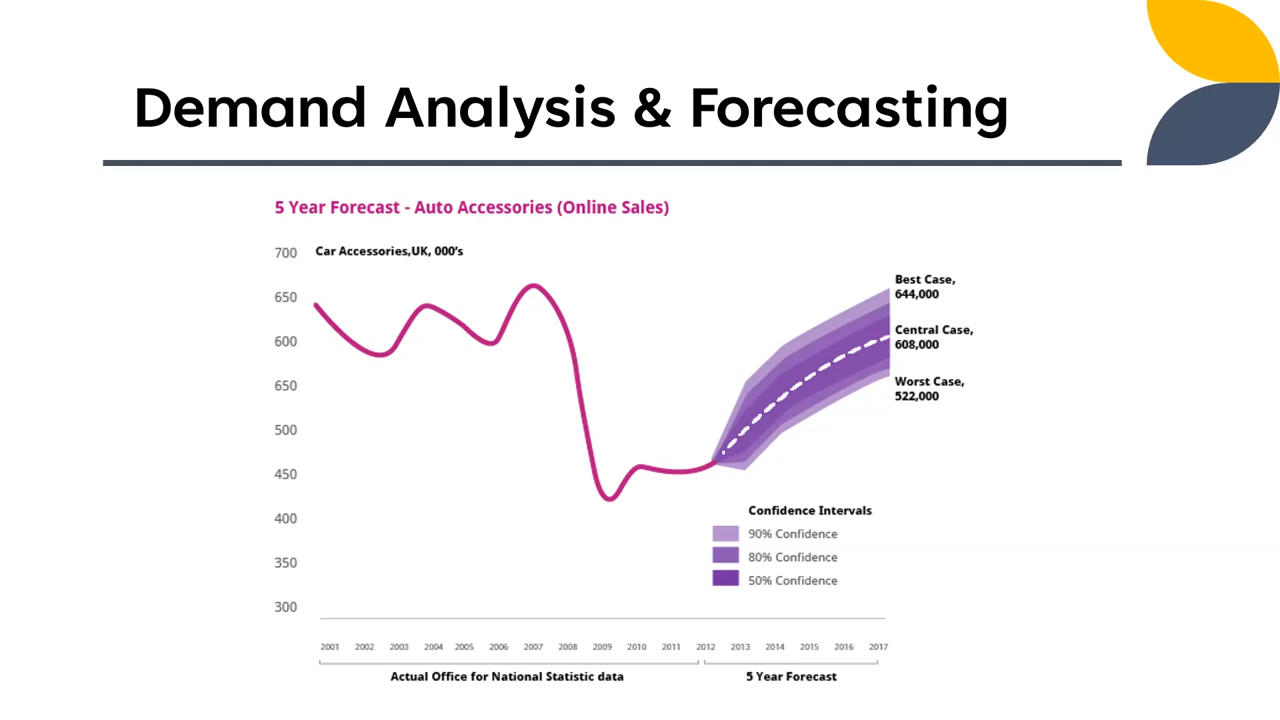 Demand Analysis & Forecasting
5 Year Forecast - Auto Accessories (Online Sales)
700
Car Accessories,UK, 000's
650
600
650
500
450
400
350
300
Best Case,
644,000
Central Case,
608,000
Worst Case,
522,000
Confidence Intervals
90% Confidence
80% Confidence
50% Confidence
2001 2002 2003 2004 2005 2006 2007 2008 2009 2010 2011 2012 2013 2014 2015 2016 2017
Actual Office for National Statistic data
5 Year Forecast